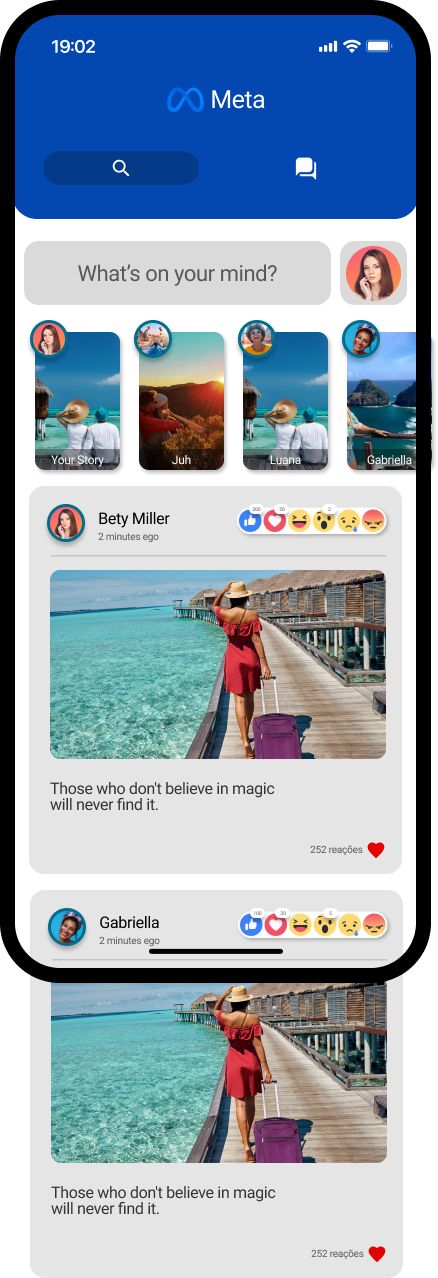 19:02
Meta
What's on your mind?
Your Story
Juh
Luana
Gabriella
Bety Miller
2 minutes ego
200
50
2
Those who don't believe in magic
will never find it.
252 reações
Gabriella
2 minutes ego
100
30
5
Those who don't believe in magic
will never find it.
252 reações